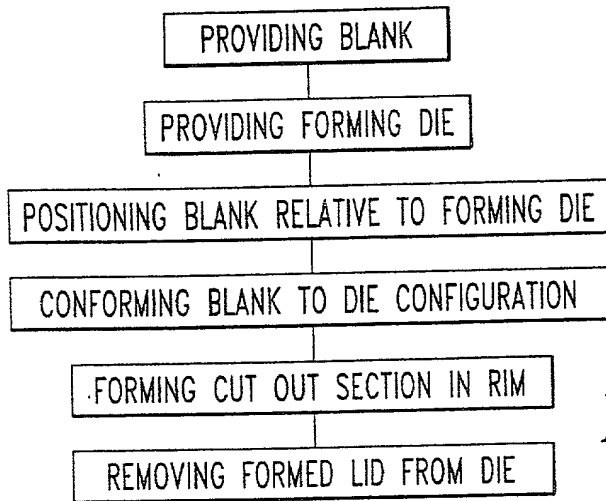 PROVIDING BLANK
PROVIDING FORMING DIE
POSITIONING BLANK RELATIVE TO FORMING DIE
CONFORMING BLANK TO DIE CONFIGURATION
FORMING CUT OUT SECTION IN RIM
REMOVING FORMED LID FROM DIE